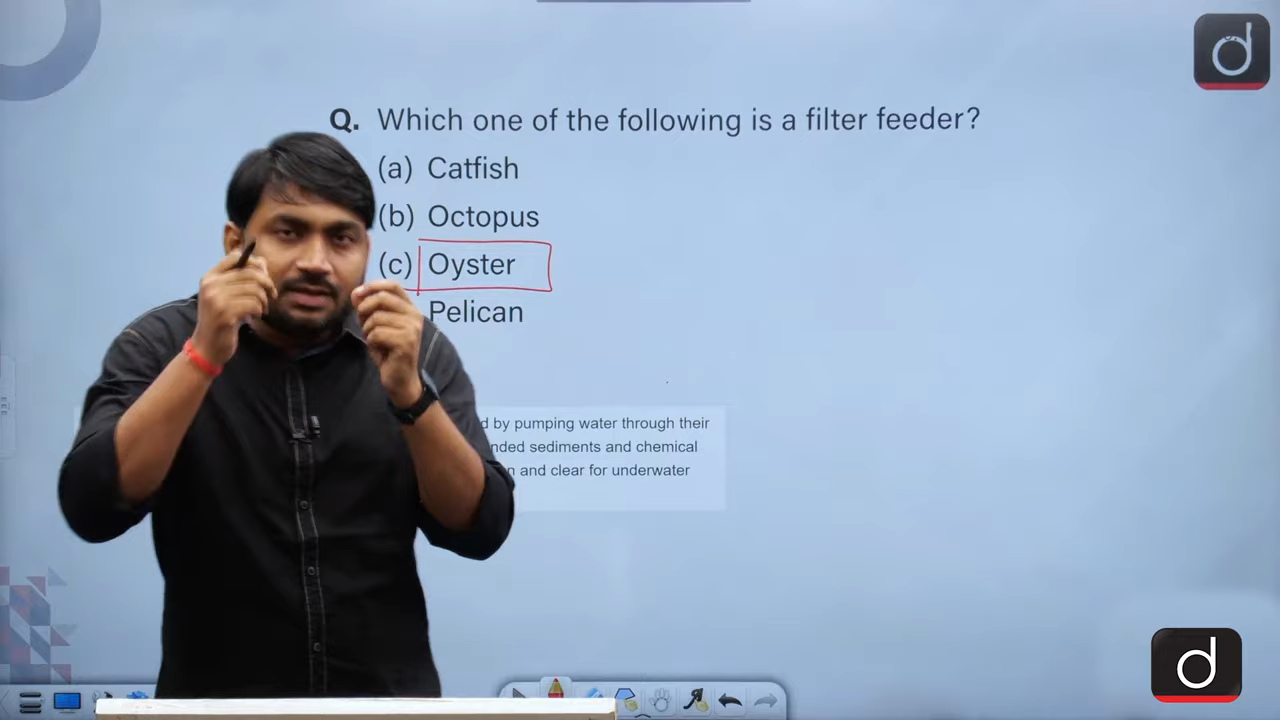 d
Q. Which one of the following is a filter feeder?
(a) Catfish
(b) Octopus
(c) Oyster
Pelican
d by pumping water through their
nded sediments and chemical
n and clear for underwater
d